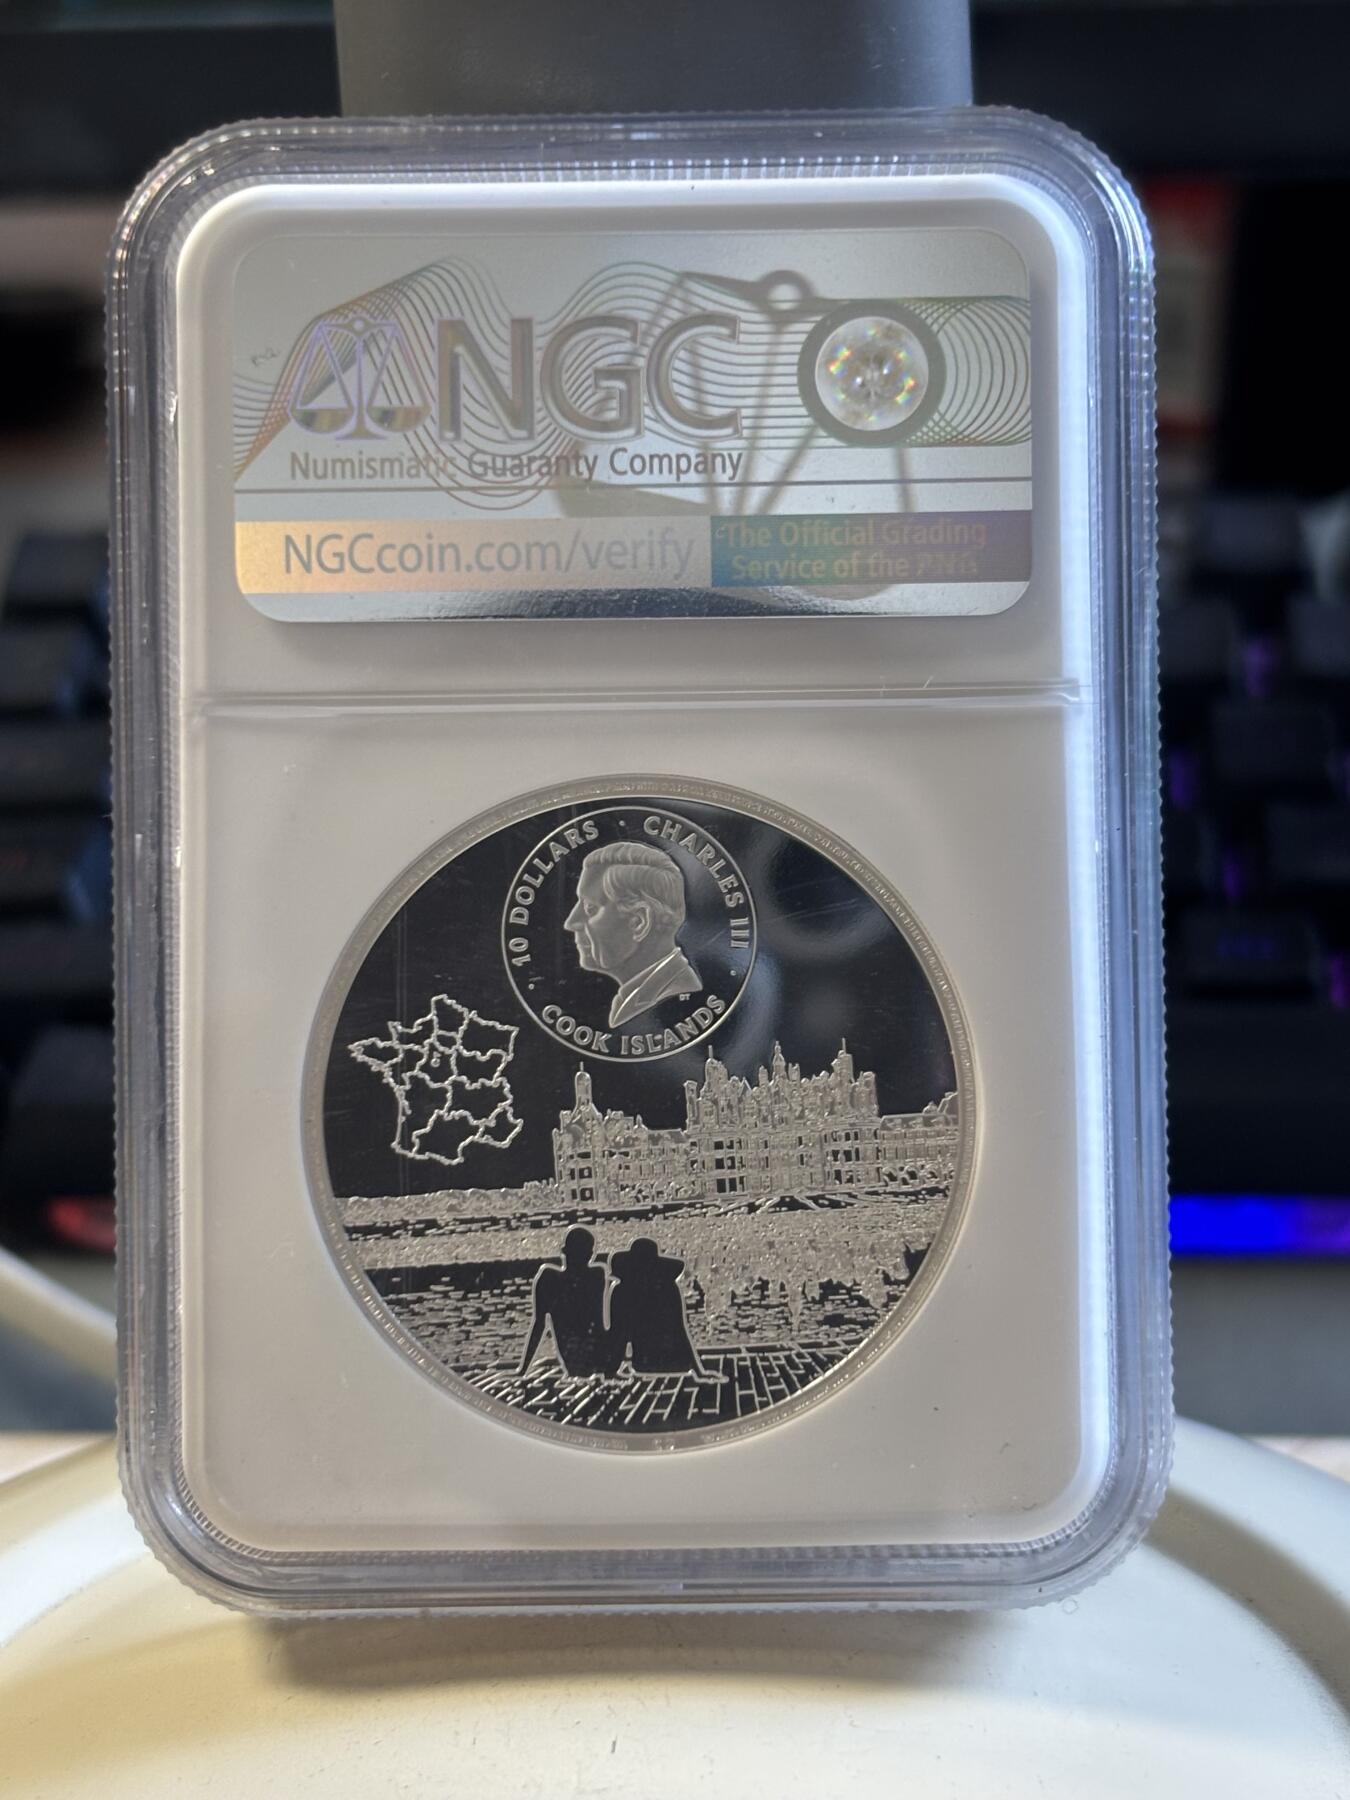 NGC
Numismatic Guaranty Company
NGCcoin.com/verify
The Official Grading
Service of the PNG
10 DOLLARS · CHARLES III ·
COOK ISLANDS ·
DT